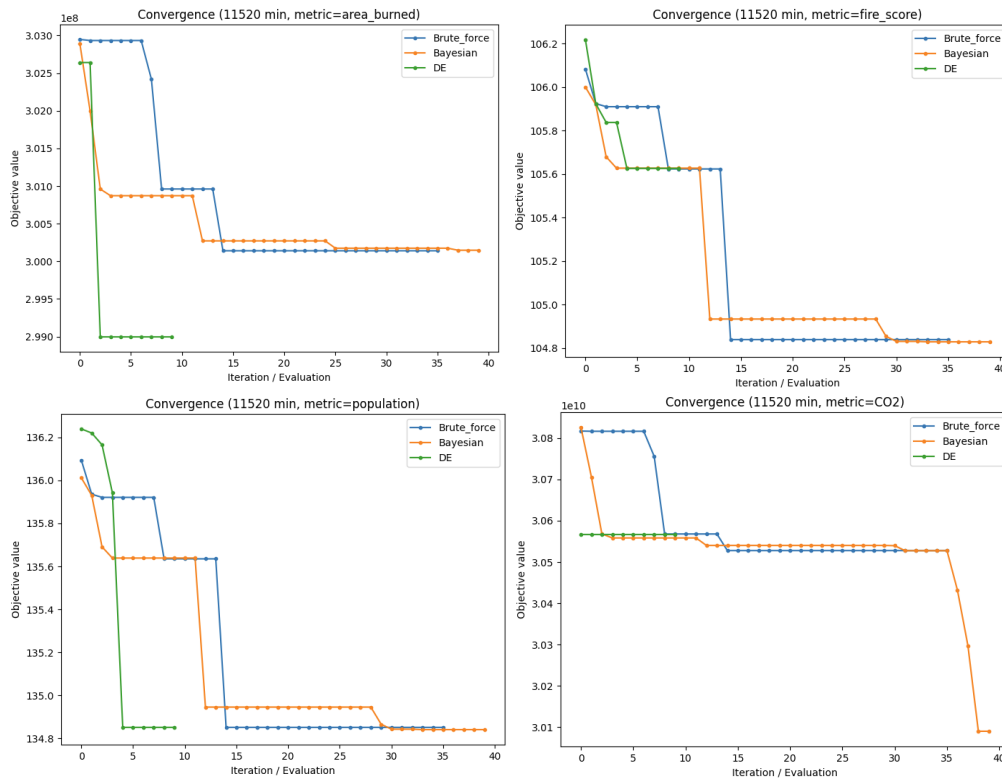 Convergence (11520 min, metric=area_burned)
1e8
3.030
3.025
3.020
3.015
3.010
3.005
3.000
2.995
2.990
Objective value
Brute_force
Bayesian
DE
0 5 10 15 20 25 30 35 40
Iteration / Evaluation
Convergence (11520 min, metric=fire_score)
106.2
106.0
105.8
105.6
105.4
105.2
105.0
104.8
Objective value
Brute_force
Bayesian
DE
0 5 10 15 20 25 30 35 40
Iteration / Evaluation
Convergence (11520 min, metric=population)
136.2
136.0
135.8
135.6
135.4
135.2
135.0
134.8
Objective value
Brute_force
Bayesian
DE
0 5 10 15 20 25 30 35 40
Iteration / Evaluation
Convergence (11520 min, metric=CO2)
1e10
3.08
3.07
3.06
3.05
3.04
3.03
3.02
3.01
Objective value
Brute_force
Bayesian
DE
0 5 10 15 20 25 30 35 40
Iteration / Evaluation